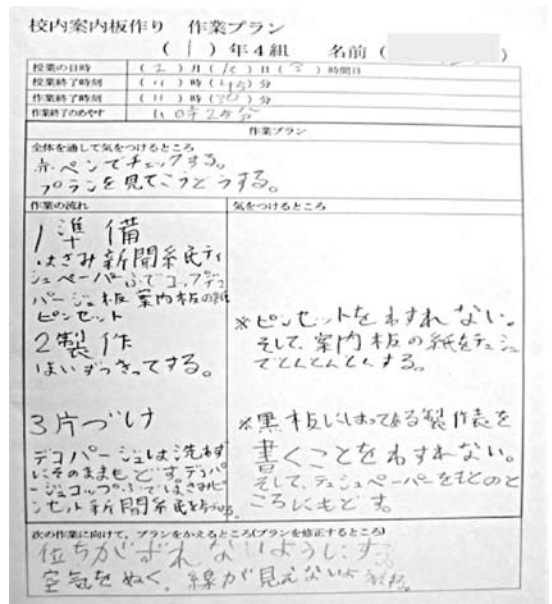 校内案内板作り 作業プラン
( 1 ) 年4組 名前 ( )
授業の日時 ( 2 ) 月 ( ) 日 ( 3 ) 時間目
授業終了時刻 ( 11 ) 時 ( 45 ) 分
作業終了時刻 ( 11 ) 時 ( 30 ) 分
作業終了のめやす 11時25分
作業プラン
全体を通して気をつけるところ
赤ペンでチェックする。
プランを見てこうどうする。
作業の流れ
1 準備
はさみ新聞紙ティ
シュペーパーふでコップデコ
パージュ板案内板の紙
ピンセット
2 製作
はいずっきってする。
3 片づけ
デコパージュは洗わず
にそのままもどす。デコパ
ージュコップふではさみピ
ンセット新聞紙を片づける。
気をつけるところ
※ピンセットをわすれない。
そして、案内板の紙をテュシュ
でとんとんとんする。
※黒板にはってある製作表を
書くことをわすれない。
そして、テュシュペーパーをもとのと
ころにもどす。
次の作業に向けて、プランをかえるところ(プランを修正するところ)
位ちがずれないようにす
空気をぬく。線が見えないよ